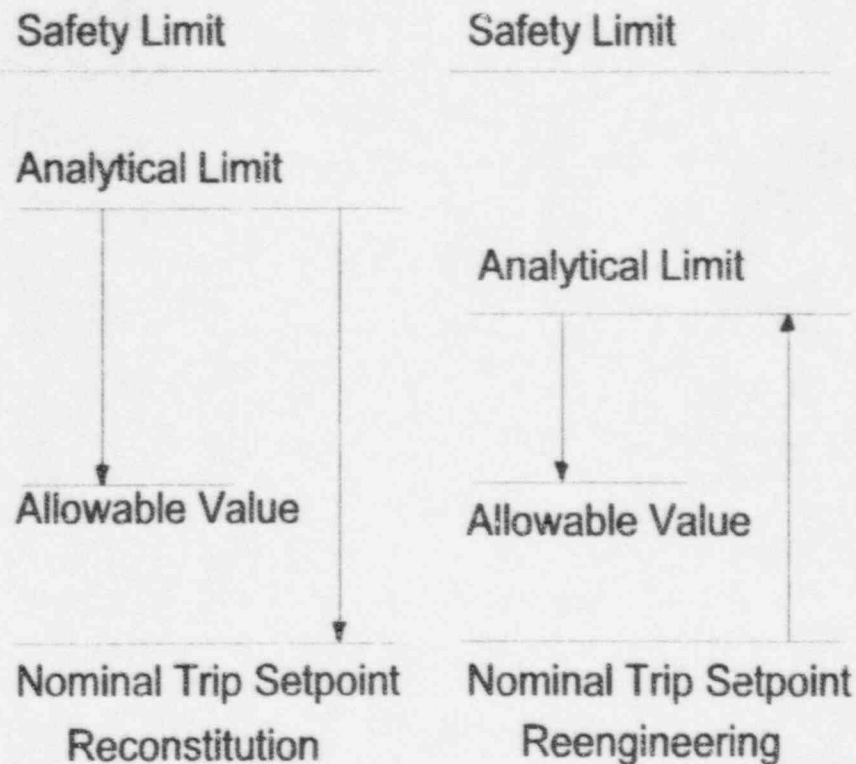 Safety Limit
Analytical Limit
Allowable Value
Nominal Trip Setpoint
Reconstitution
Safety Limit
Analytical Limit
Allowable Value
Nominal Trip Setpoint
Reengineering